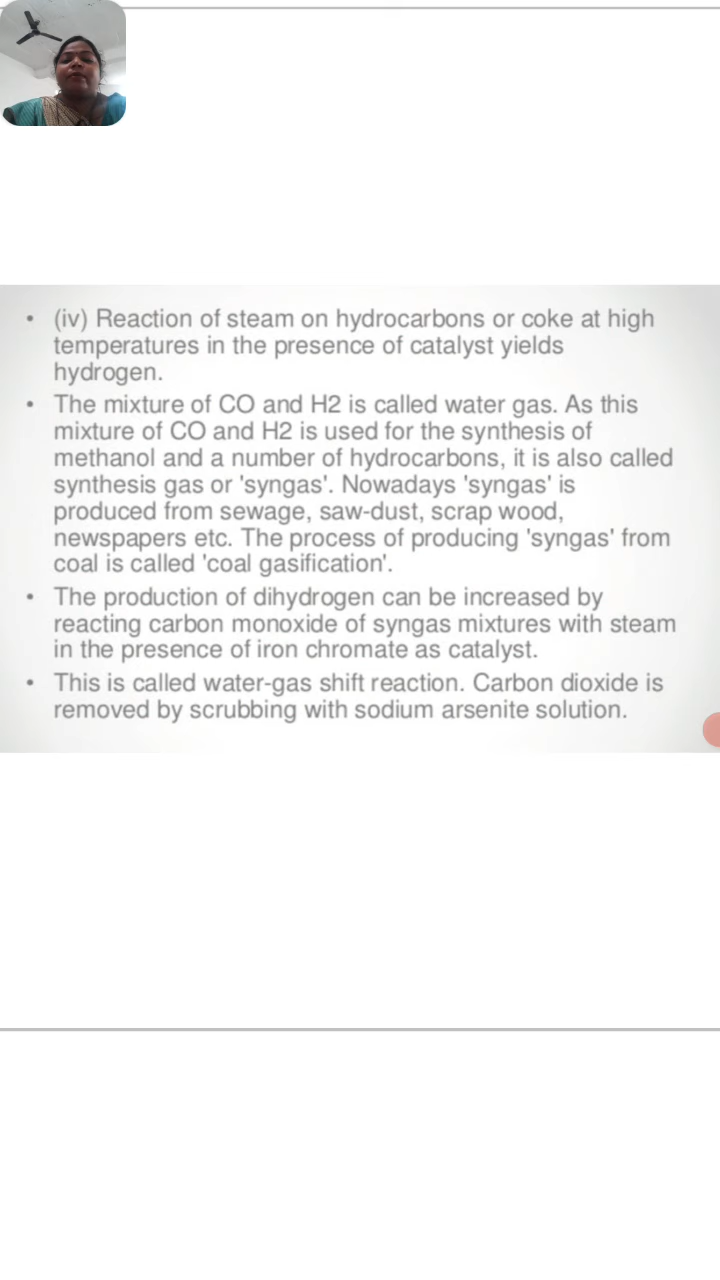 • (iv) Reaction of steam on hydrocarbons or coke at high
temperatures in the presence of catalyst yields
hydrogen.
• The mixture of CO and H2 is called water gas. As this
mixture of CO and H2 is used for the synthesis of
methanol and a number of hydrocarbons, it is also called
synthesis gas or 'syngas'. Nowadays 'syngas' is
produced from sewage, saw-dust, scrap wood,
newspapers etc. The process of producing 'syngas' from
coal is called 'coal gasification'.
• The production of dihydrogen can be increased by
reacting carbon monoxide of syngas mixtures with steam
in the presence of iron chromate as catalyst.
• This is called water-gas shift reaction. Carbon dioxide is
removed by scrubbing with sodium arsenite solution.